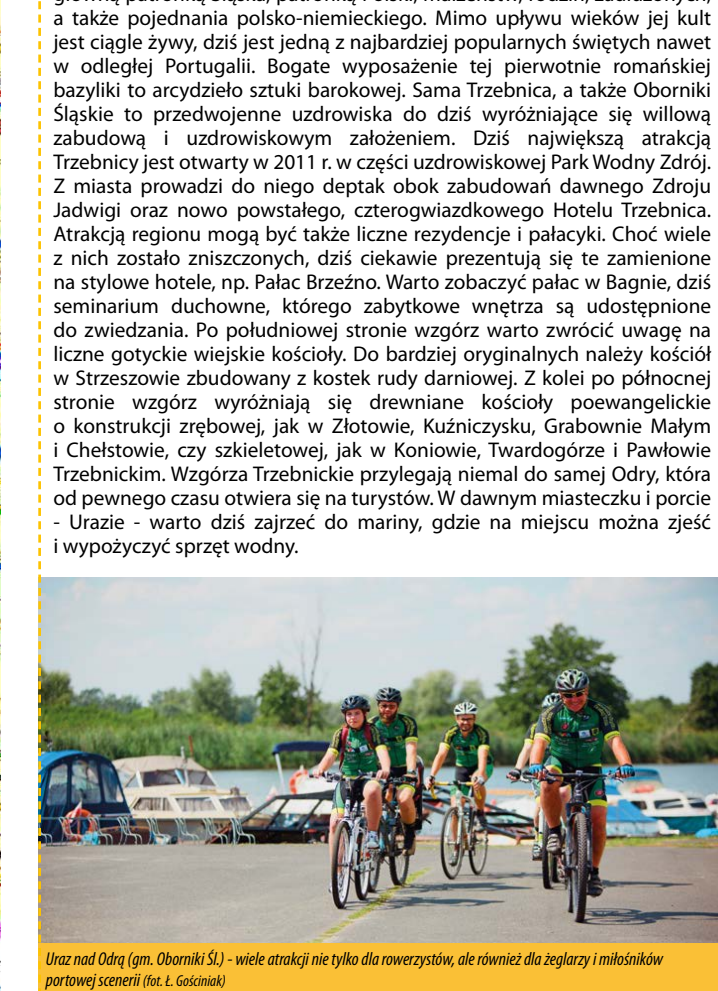 główną patronką Śląska, patronką Polski, małżeństw, rodzin, zadłużonych,
a także pojednania polsko-niemieckiego. Mimo upływu wieków jej kult
jest ciągle żywy, dziś jest jedną z najbardziej popularnych świętych nawet
w odległej Portugalii. Bogate wyposażenie tej pierwotnie romańskiej
bazyliki to arcydzieło sztuki barokowej. Sama Trzebnica, a także Oborniki
Śląskie to przedwojenne uzdrowiska do dziś wyróżniające się willową
zabudową i uzdrowiskowym założeniem. Dziś największą atrakcją
Trzebnicy jest otwarty w 2011 r. w części uzdrowiskowej Park Wodny Zdrój.
Z miasta prowadzi do niego deptak obok zabudowań dawnego Zdroju
Jadwigi oraz nowo powstałego, czterogwiazdkowego Hotelu Trzebnica.
Atrakcją regionu mogą być także liczne rezydencje i pałacyki. Choć wiele
z nich zostało zniszczonych, dziś ciekawie prezentują się te zamienione
na stylowe hotele, np. Pałac Brzeźno. Warto zobaczyć pałac w Bagnie, dziś
seminarium duchowne, którego zabytkowe wnętrza są udostępnione
do zwiedzania. Po południowej stronie wzgórz warto zwrócić uwagę na
liczne gotyckie wiejskie kościoły. Do bardziej oryginalnych należy kościół
w Strzeszowie zbudowany z kostek rudy darniowej. Z kolei po północnej
stronie wzgórz wyróżniają się drewniane kościoły poewangelickie
o konstrukcji zrębowej, jak w Złotowie, Kuźniczysku, Grabownie Małym
i Chełstowie, czy szkieletowej, jak w Koniowie, Twardogórze i Pawłowie
Trzebnickim. Wzgórza Trzebnickie przylegają niemal do samej Odry, która
od pewnego czasu otwiera się na turystów. W dawnym miasteczku i porcie
- Urazie - warto dziś zajrzeć do mariny, gdzie na miejscu można zjeść
i wypożyczyć sprzęt wodny.
Uraz nad Odrą (gm. Oborniki Śl.) - wiele atrakcji nie tylko dla rowerzystów, ale również dla żeglarzy i miłośników
portowej scenerii (fot. Ł. Gościniak)